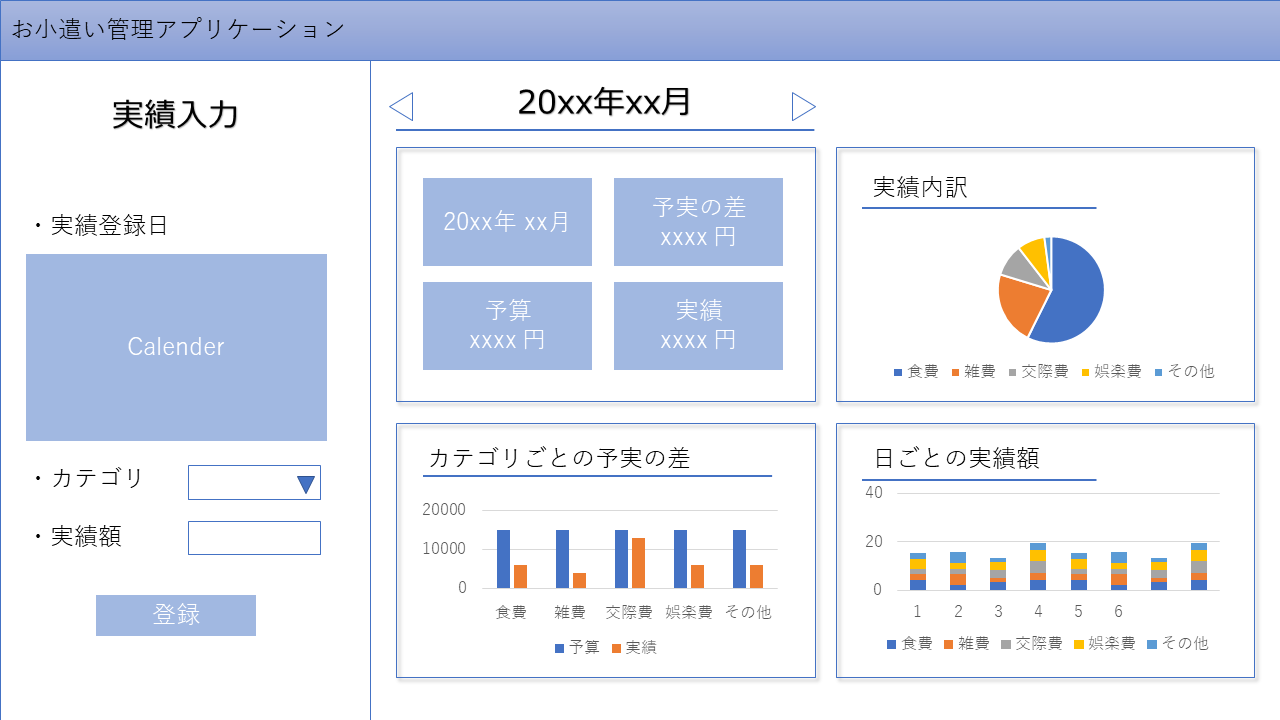 お小遣い管理アプリケーション
実績入力
・実績登録日
Calender
・カテゴリ
・実績額
登録
20xx年xx月
20xx年 xx月
予実の差
xxxx 円
予算
xxxx 円
実績
xxxx 円
実績内訳
食費 雑費 交際費 娯楽費 その他
カテゴリごとの予実の差
20000
10000
0
食費 雑費 交際費 娯楽費 その他
予算 実績
日ごとの実績額
40
20
0
1 2 3 4 5 6
食費 雑費 交際費 娯楽費 その他